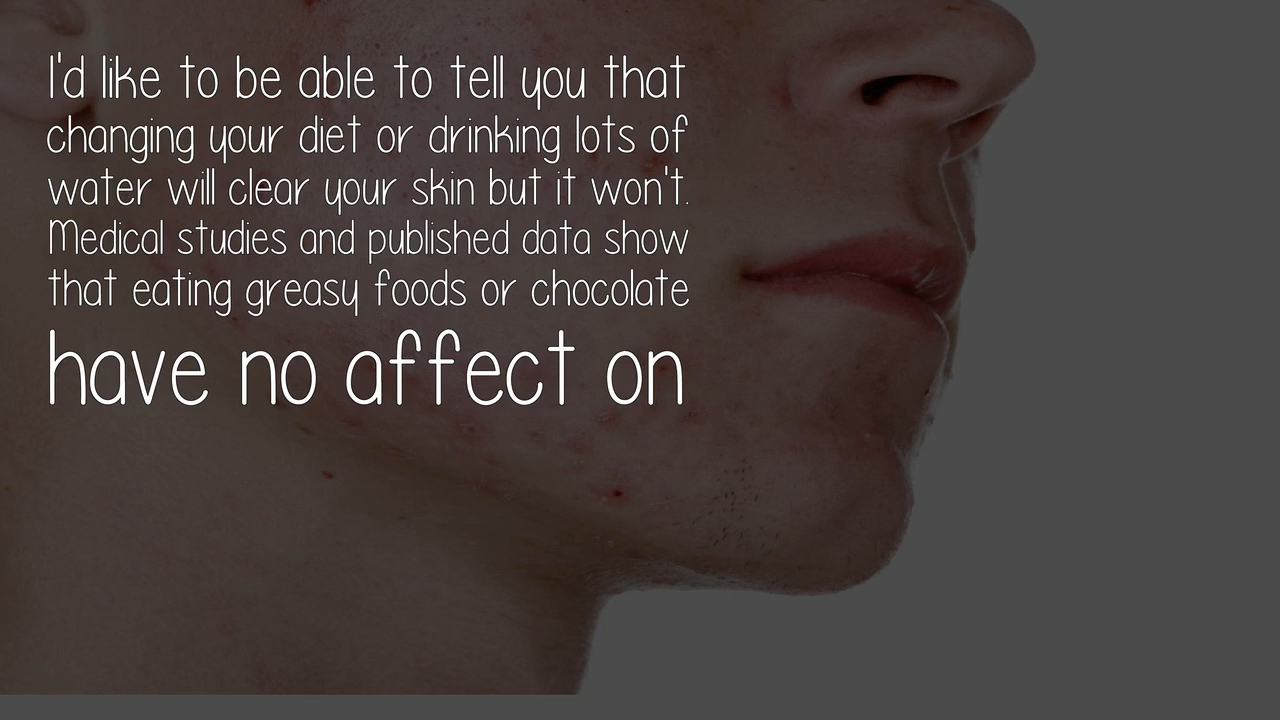 I'd like to be able to tell you that
changing your diet or drinking lots of
water will clear your skin but it won't.
Medical studies and published data show
that eating greasy foods or chocolate
have no affect on